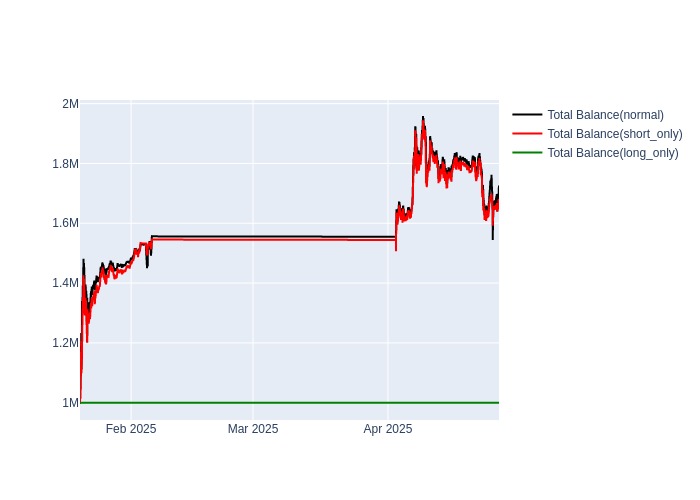 2M
1.8M
1.6M
1.4M
1.2M
1M
Feb 2025
Mar 2025
Apr 2025
Total Balance(normal)
Total Balance(short_only)
Total Balance(long_only)